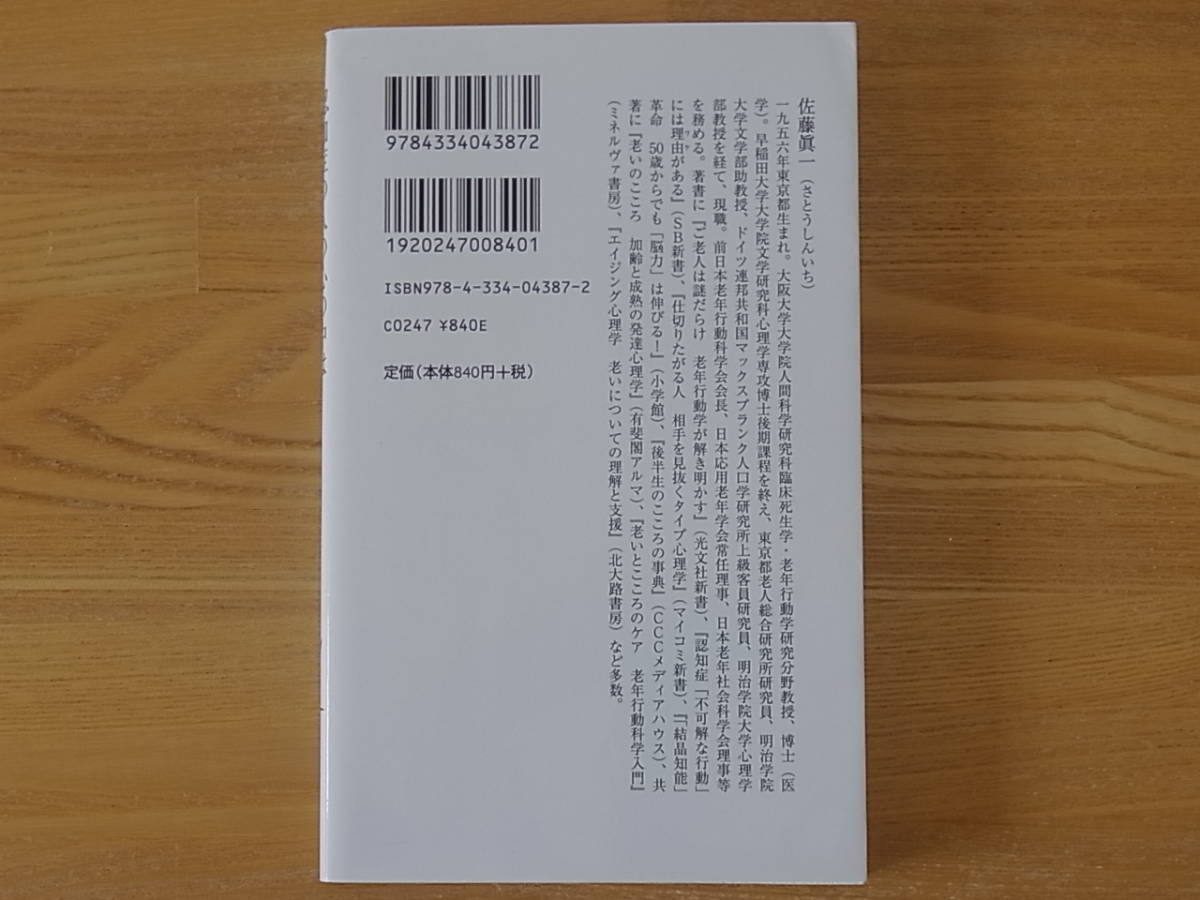 佐藤眞一（さとうしんいち）
一九五六年東京都生まれ。大阪大学大学院人間科学研究科臨床死生学・老年行動学研究分野教授、博士（医
学）。早稲田大学大学院文学研究科心理学専攻博士後期課程を終え、東京都老人総合研究所研究員、明治学院
大学文学部助教授、ドイツ連邦共和国マックスプランク人口学研究所上級客員研究員、明治学院大学心理学
部教授を経て、現職。前日本老年行動科学会会長、日本応用老年学会常任理事、日本老年社会科学会理事等
を務める。著書に『ご老人は謎だらけ　老年行動学が解き明かす』（光文社新書）、『認知症「不可解な行動」
には理由がある』（ＳＢ新書）、『仕切りたがる人　相手を見抜くタイプ心理学』（マイコミ新書）、『「結晶知能」
革命　50歳からでも「脳力」は伸びる！』（小学館）、『後半生のこころの事典』（ＣＣＣメディアハウス）、共
著に『老いのこころ　加齢と成熟の発達心理学』（有斐閣アルマ）、『老いとこころのケア　老年行動科学入門』
（ミネルヴァ書房）、『エイジング心理学　老いについての理解と支援』（北大路書房）など多数。
9784334043872
1920247008401
ISBN978-4-334-04387-2
C0247 ¥840E
定価（本体840円＋税）